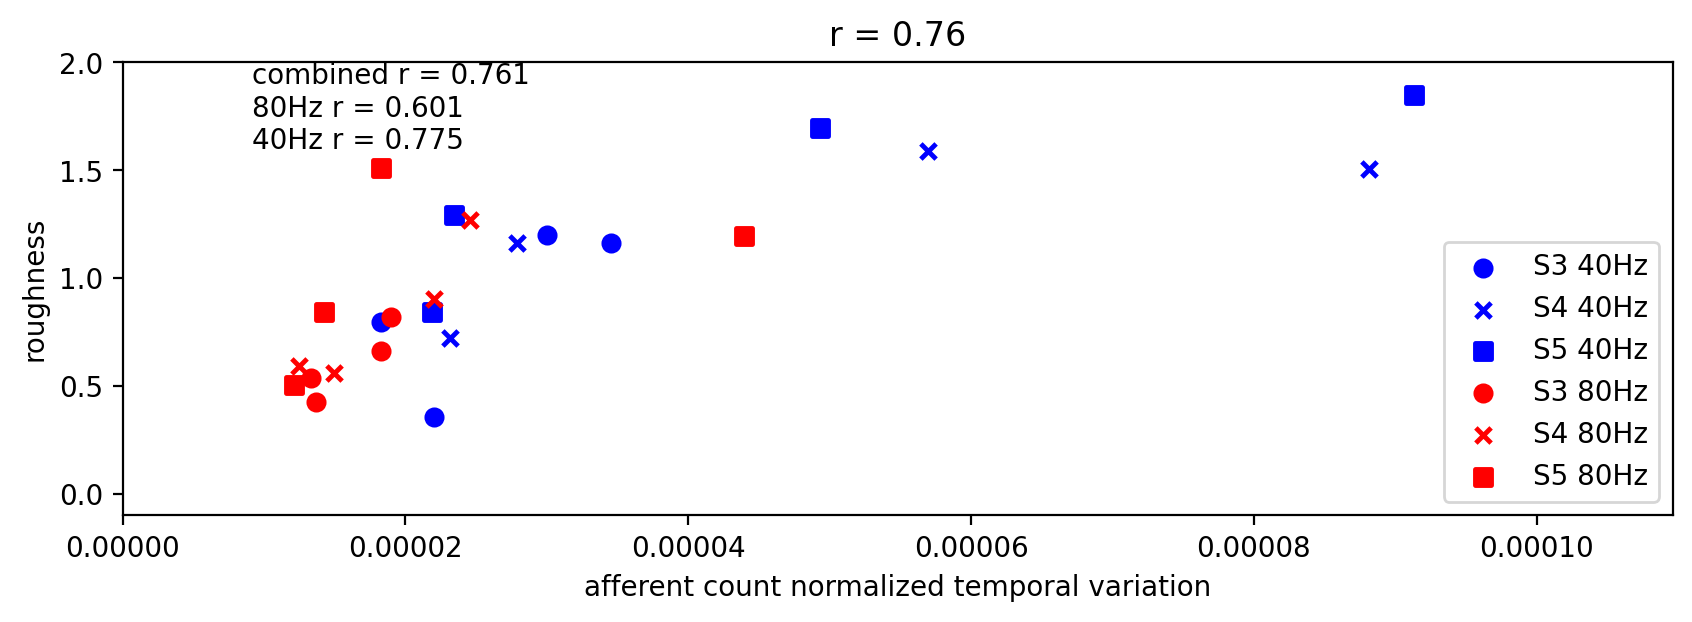 r = 0.76
combined r = 0.761
80Hz r = 0.601
40Hz r = 0.775
2.0
1.5
1.0
0.5
0.0
roughness
S3 40Hz
S4 40Hz
S5 40Hz
S3 80Hz
S4 80Hz
S5 80Hz
0.00000 0.00002 0.00004 0.00006 0.00008 0.00010
afferent count normalized temporal variation